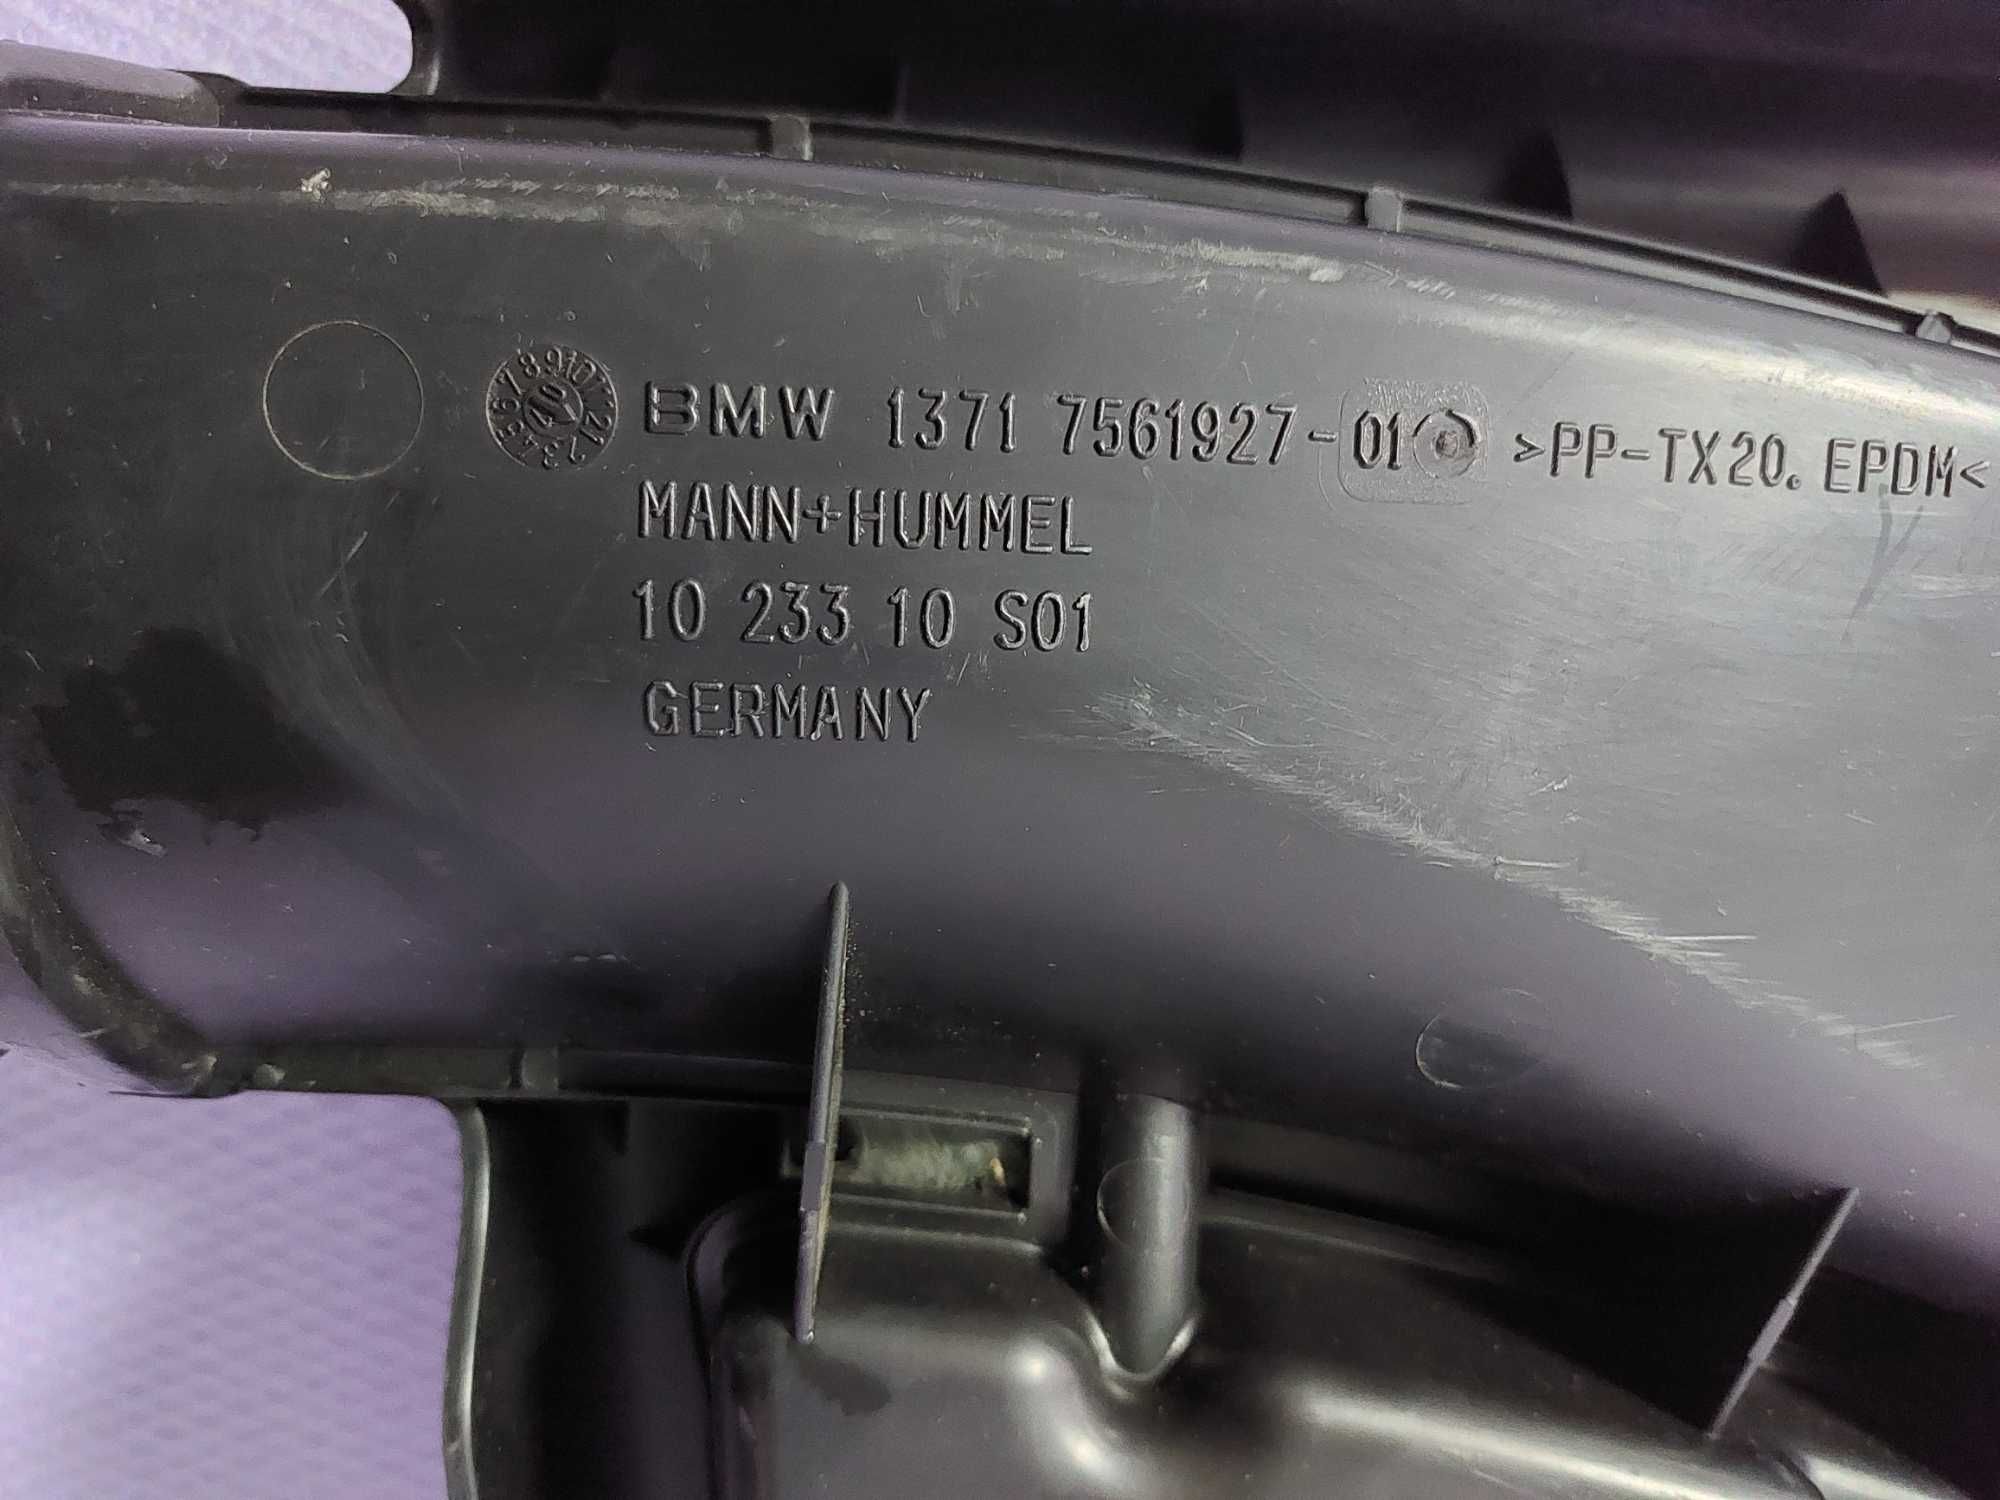 BMW 1371 7561927-01 >PP-TX20. EPDM<
MANN+HUMMEL
10 233 10 S01
GERMANY